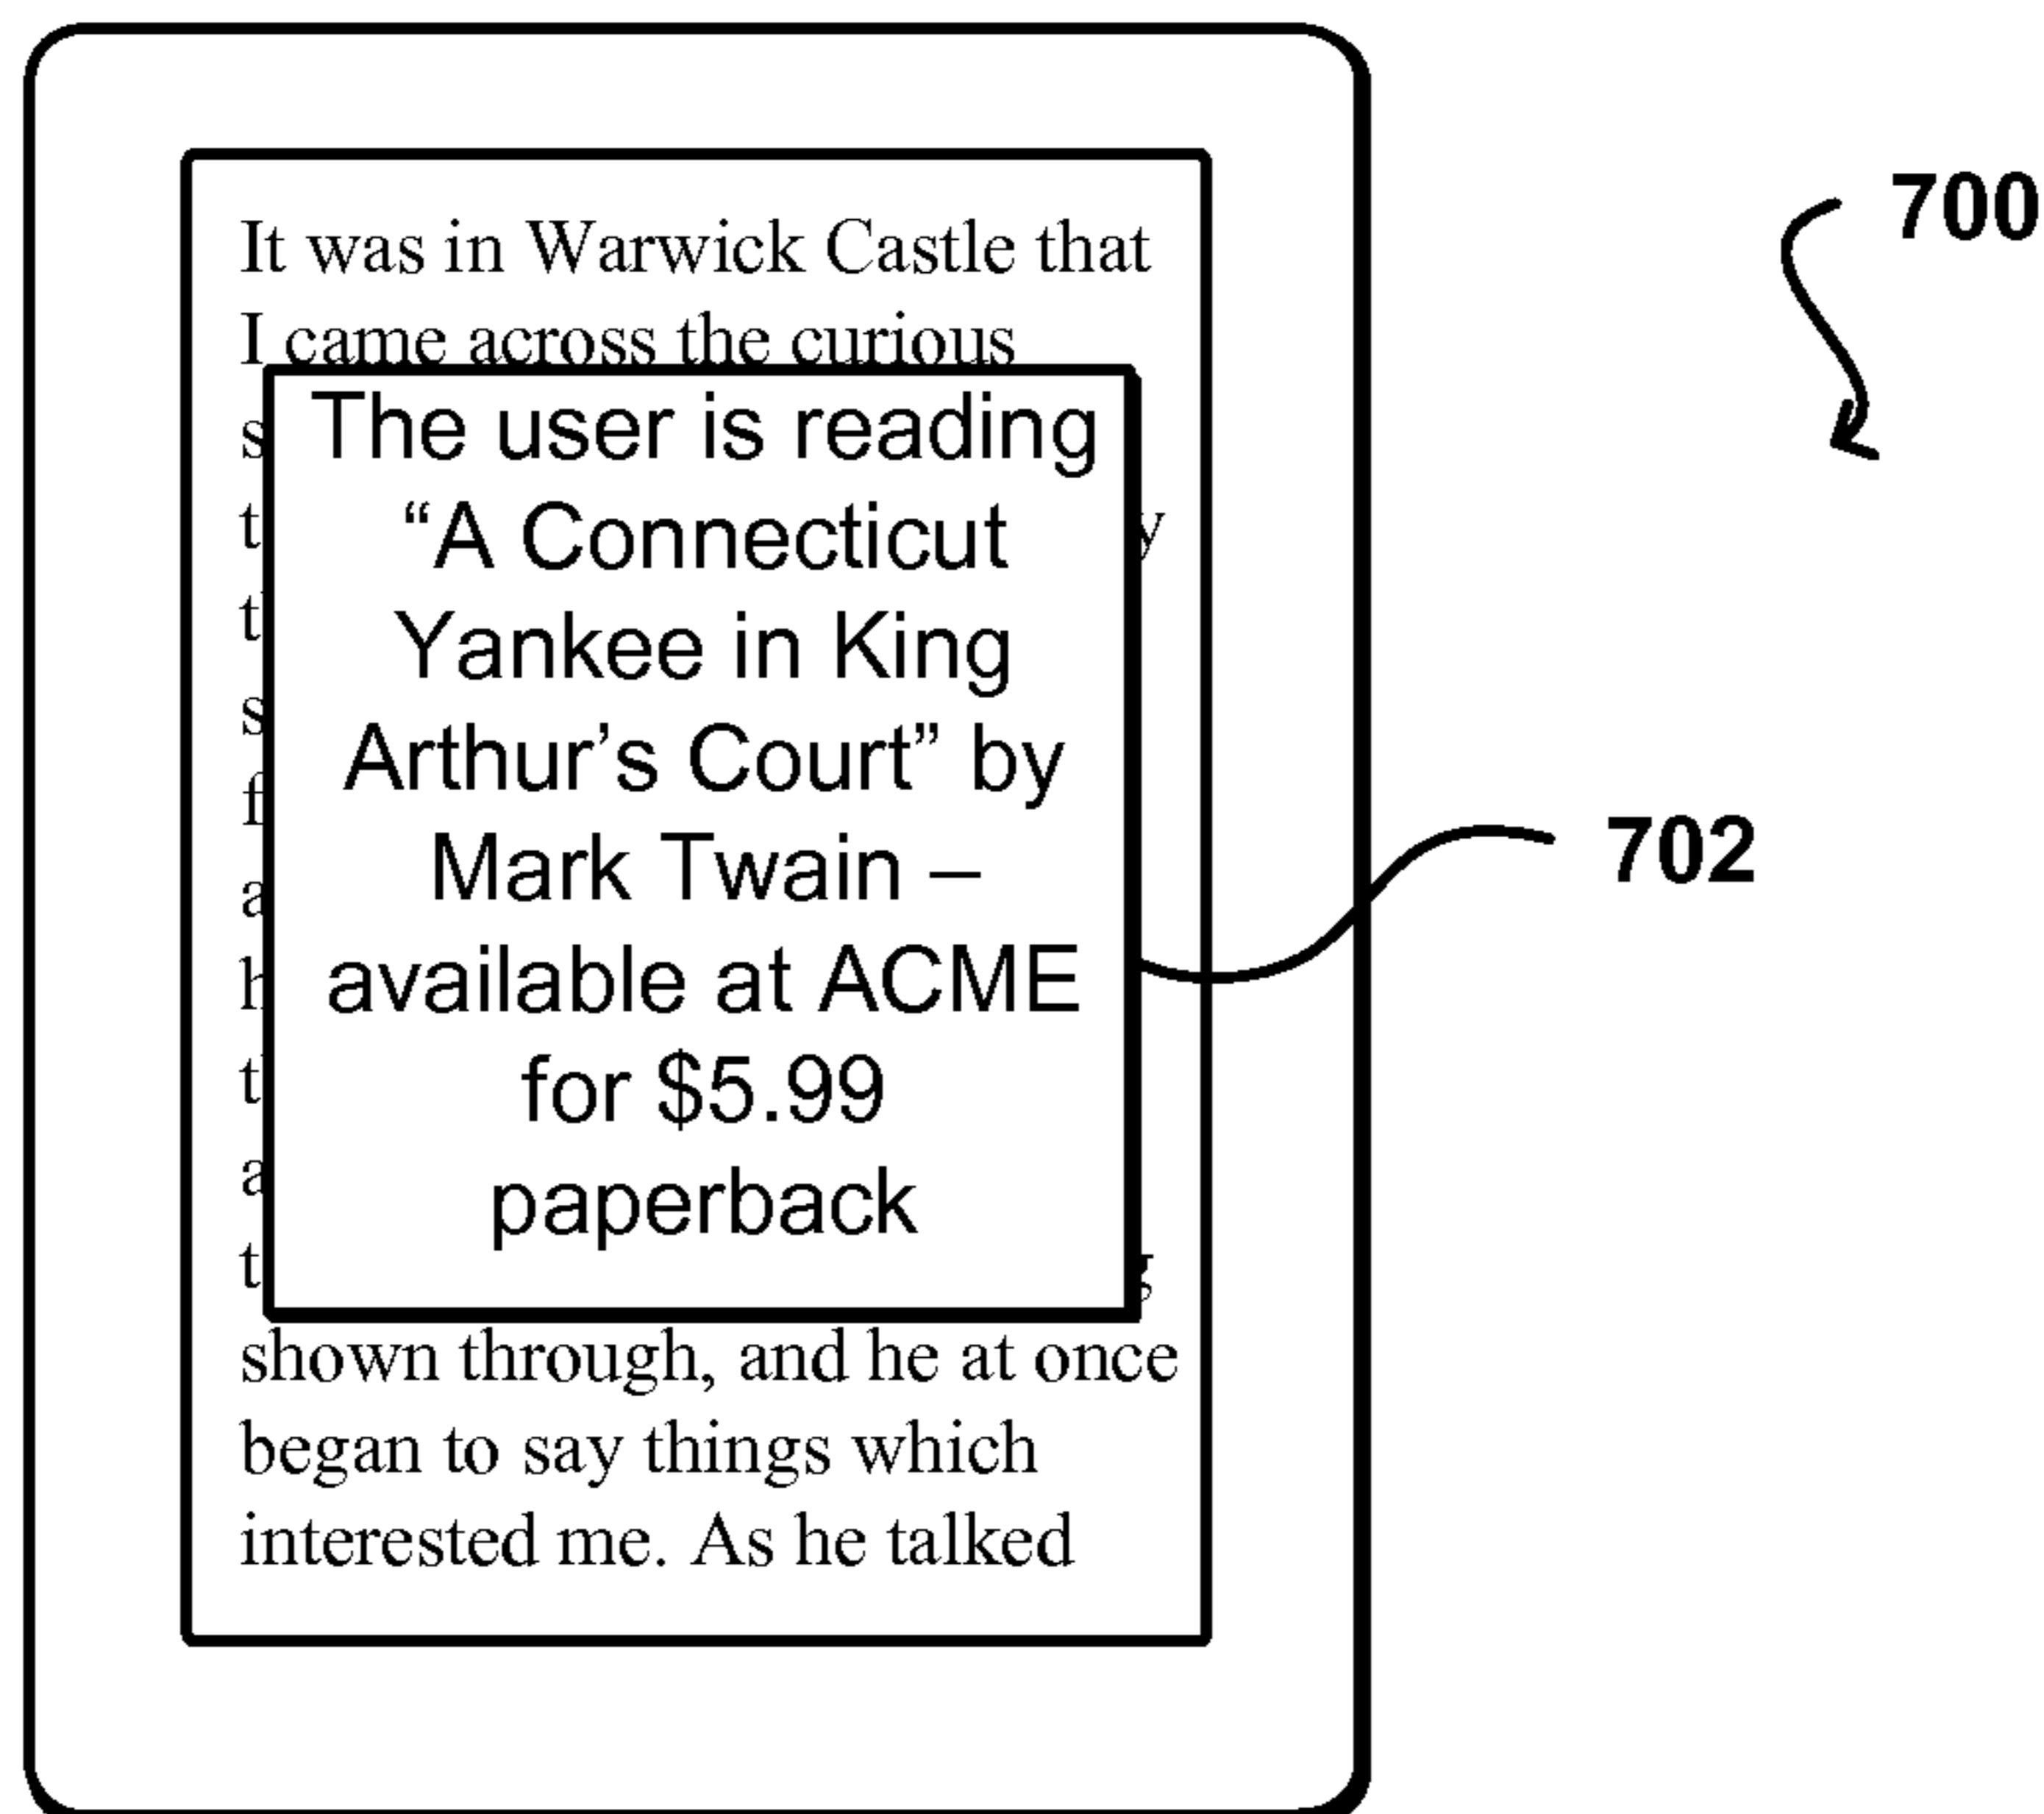 It was in Warwick Castle that
I came across the curious
The user is reading
“A Connecticut
Yankee in King
Arthur’s Court” by
Mark Twain –
available at ACME
for $5.99
paperback
shown through, and he at once
began to say things which
interested me. As he talked
700
702